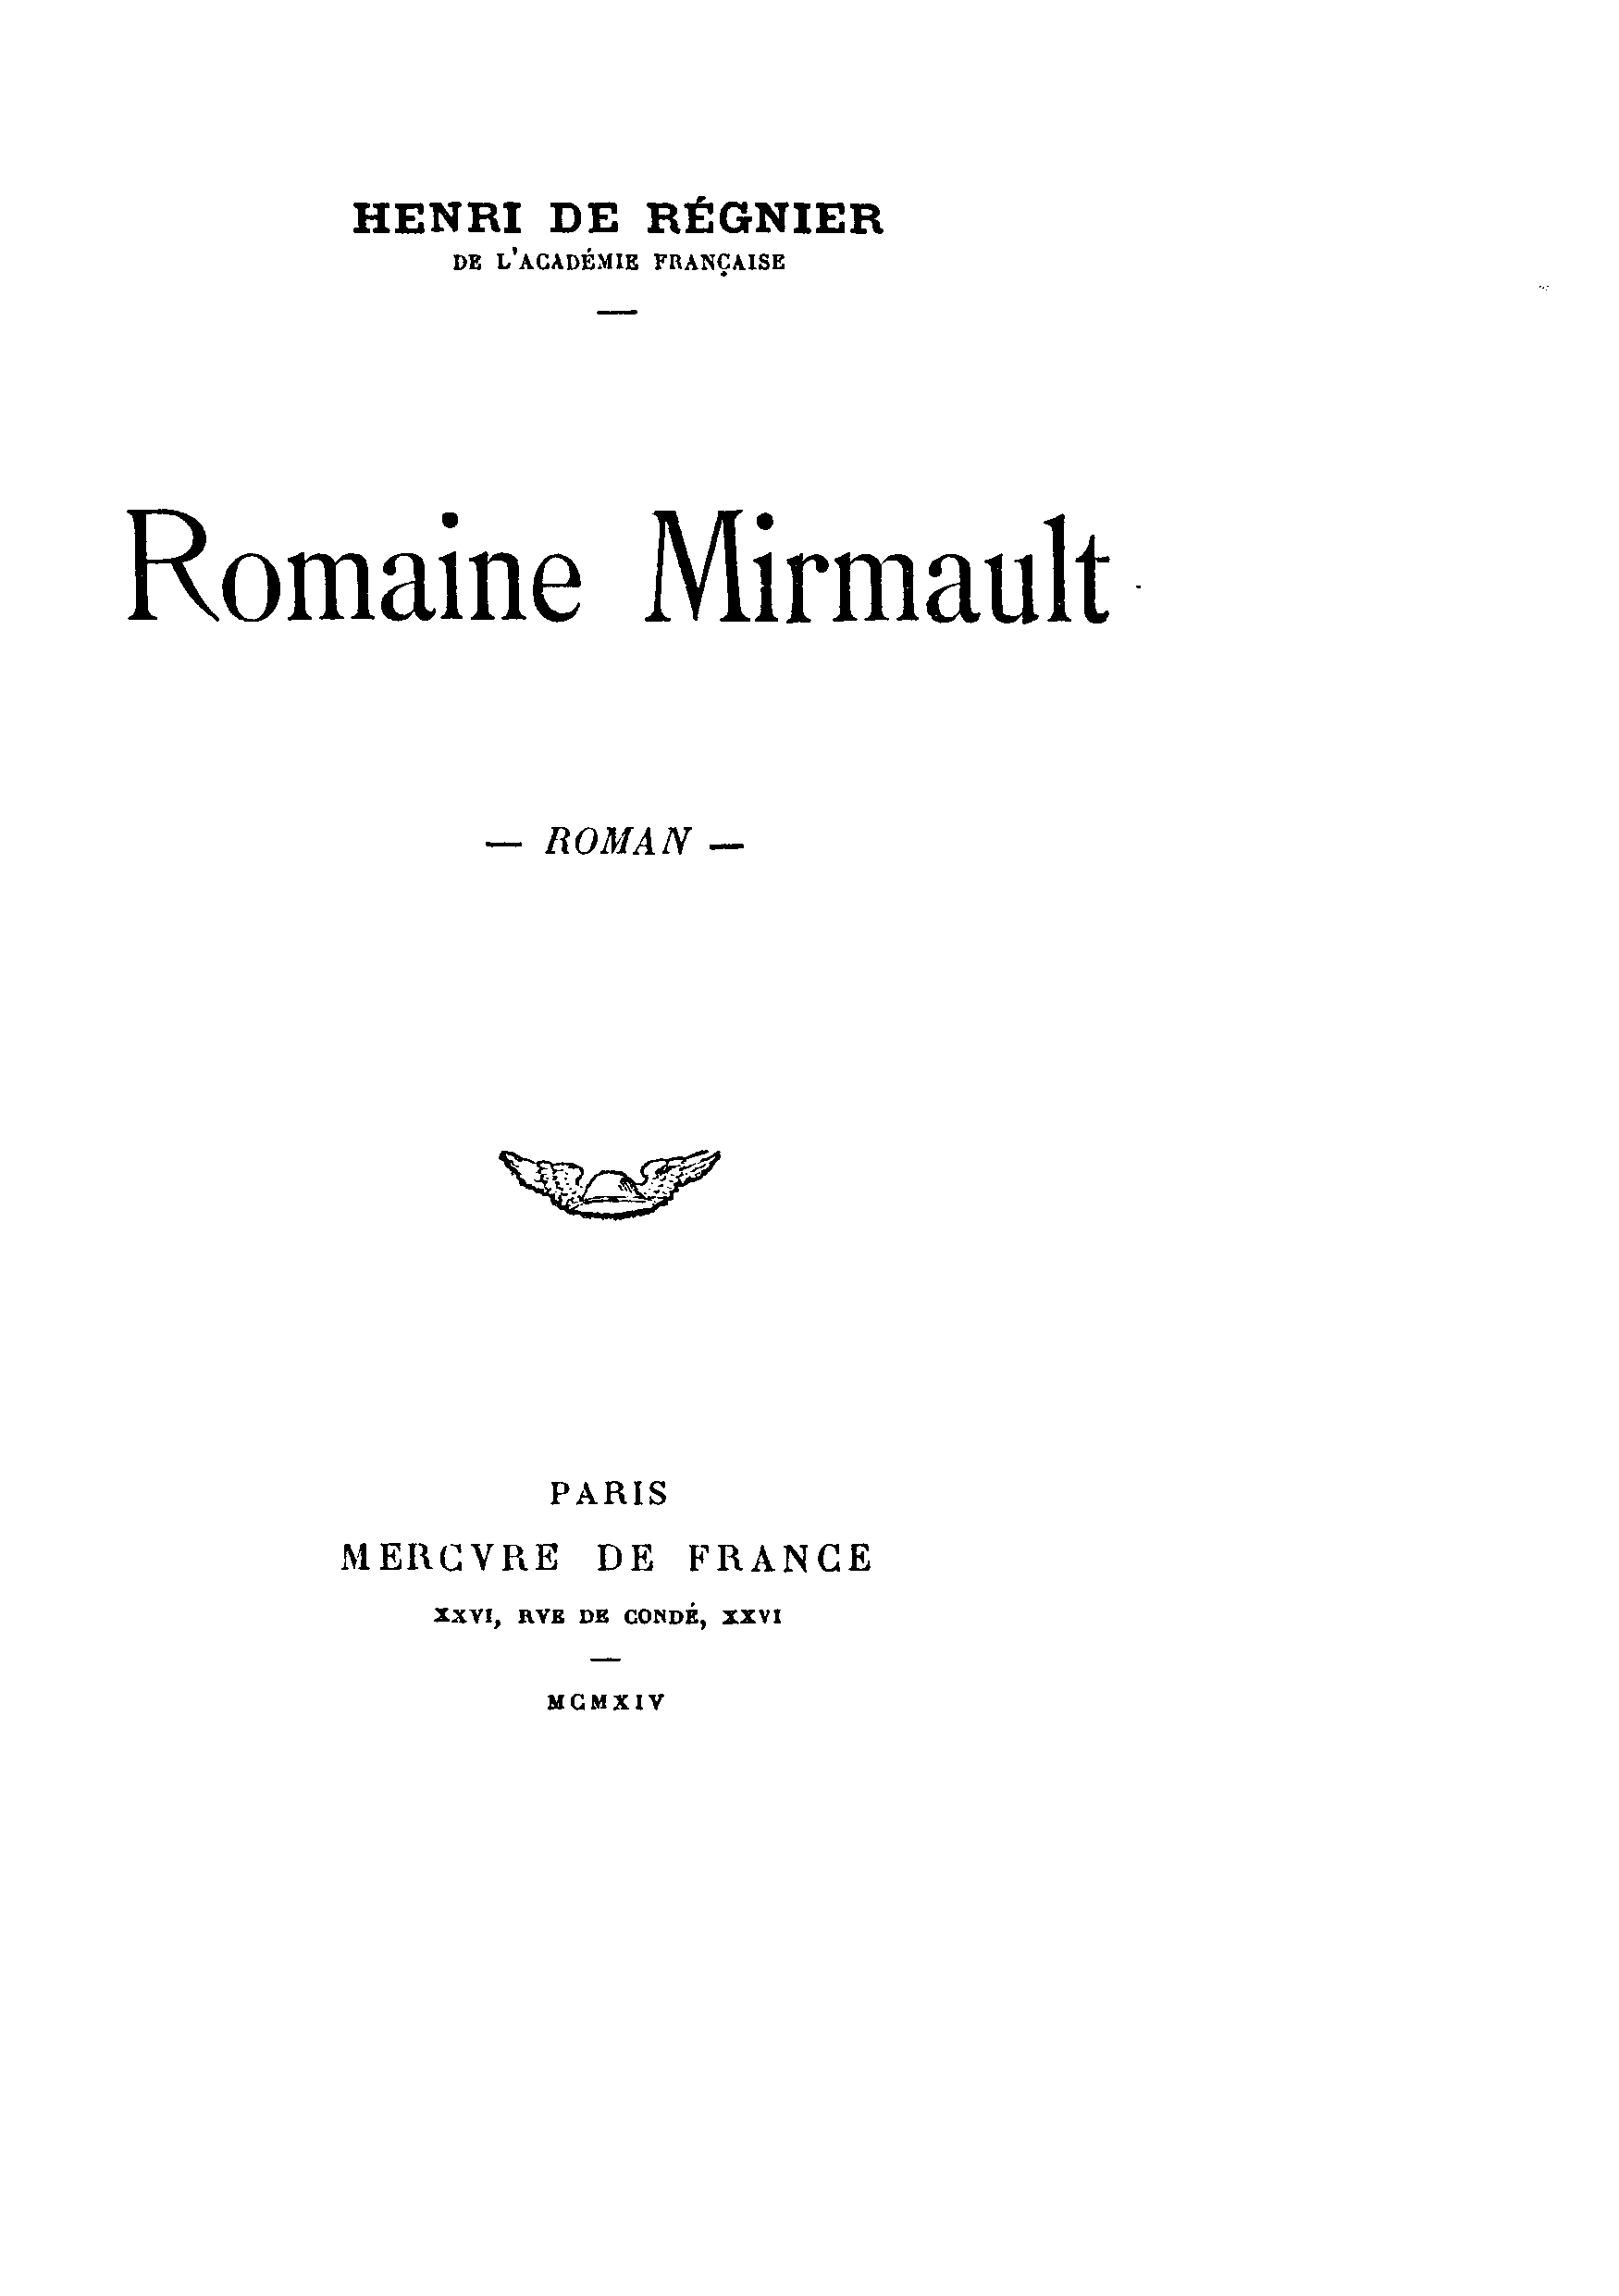 HENRI DE RÉGNIER
DE L'ACADÉMIE FRANÇAISE
—
Romaine Mirmault
— ROMAN —
PARIS
MERCVRE DE FRANCE
XXVI, RVE DE CONDÉ, XXVI
—
MCMXIV